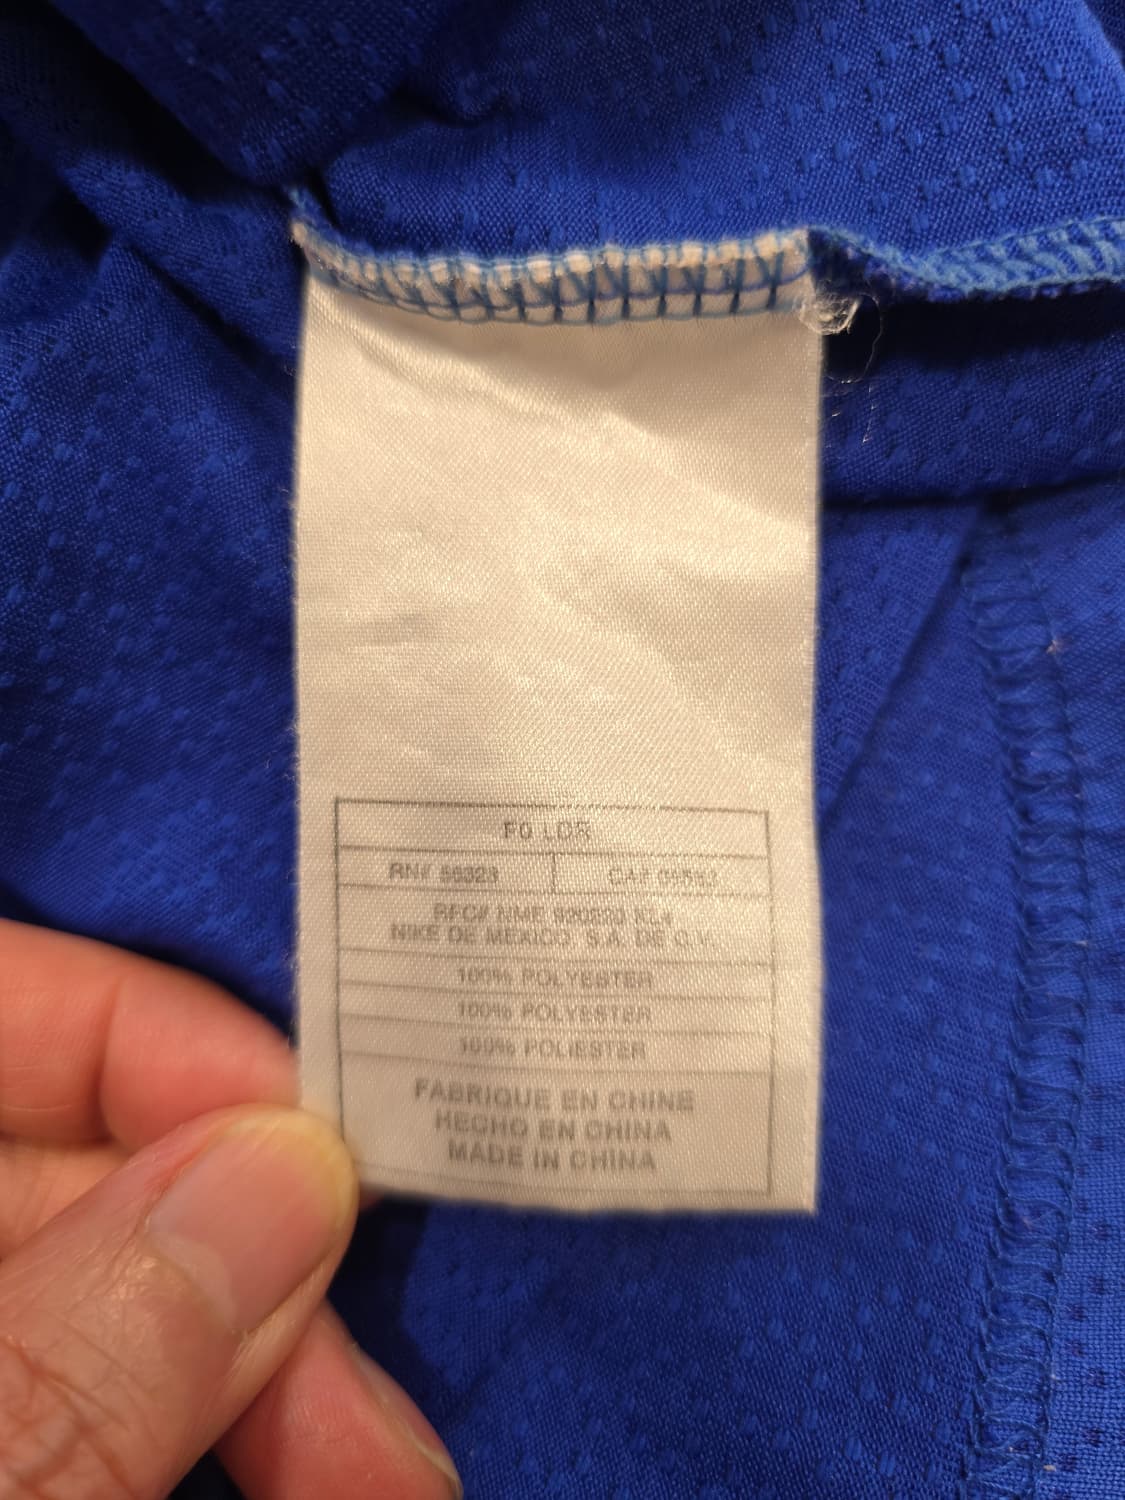 RN# 56323
NIKE DE MEXICO, S.A. DE C.V.
100% POLYESTER
100% POLYESTER
100% POLIESTER
FABRIQUE EN CHINE
HECHO EN CHINA
MADE IN CHINA